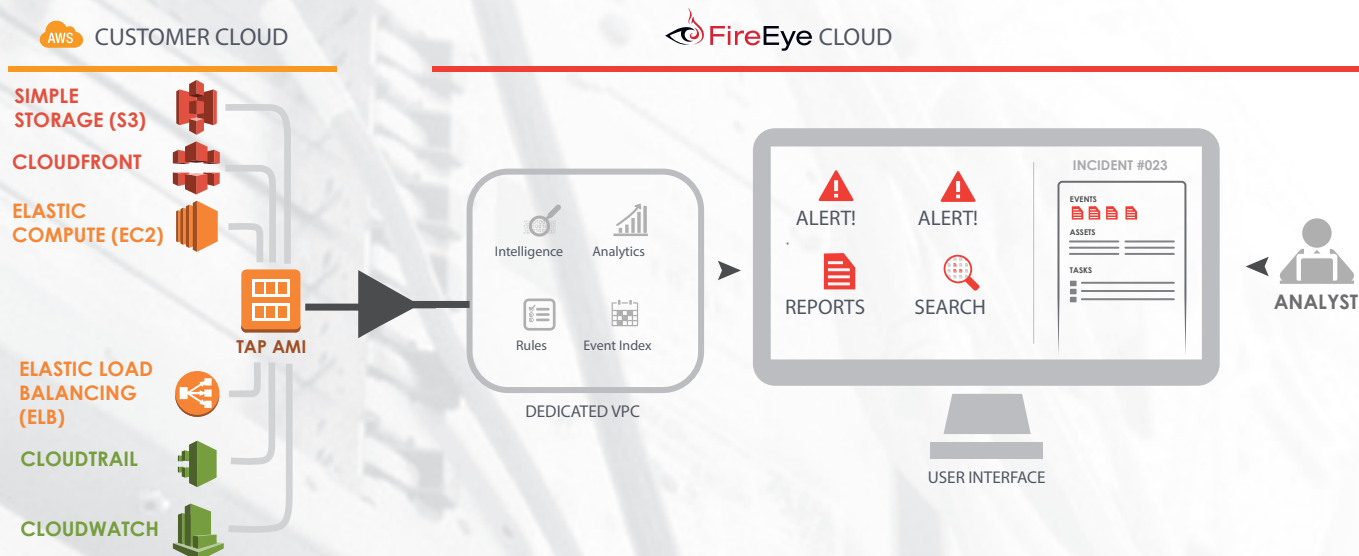 AWS CUSTOMER CLOUD
FireEye CLOUD
SIMPLE
STORAGE (S3)
CLOUDFRONT
ELASTIC
COMPUTE (EC2)
TAP AMI
ELASTIC LOAD
BALANCING
(ELB)
CLOUDTRAIL
CLOUDWATCH
Intelligence
Analytics
Rules
Event Index
DEDICATED VPC
ALERT!
ALERT!
REPORTS
SEARCH
INCIDENT #023
EVENTS
ASSETS
TASKS
USER INTERFACE
ANALYST